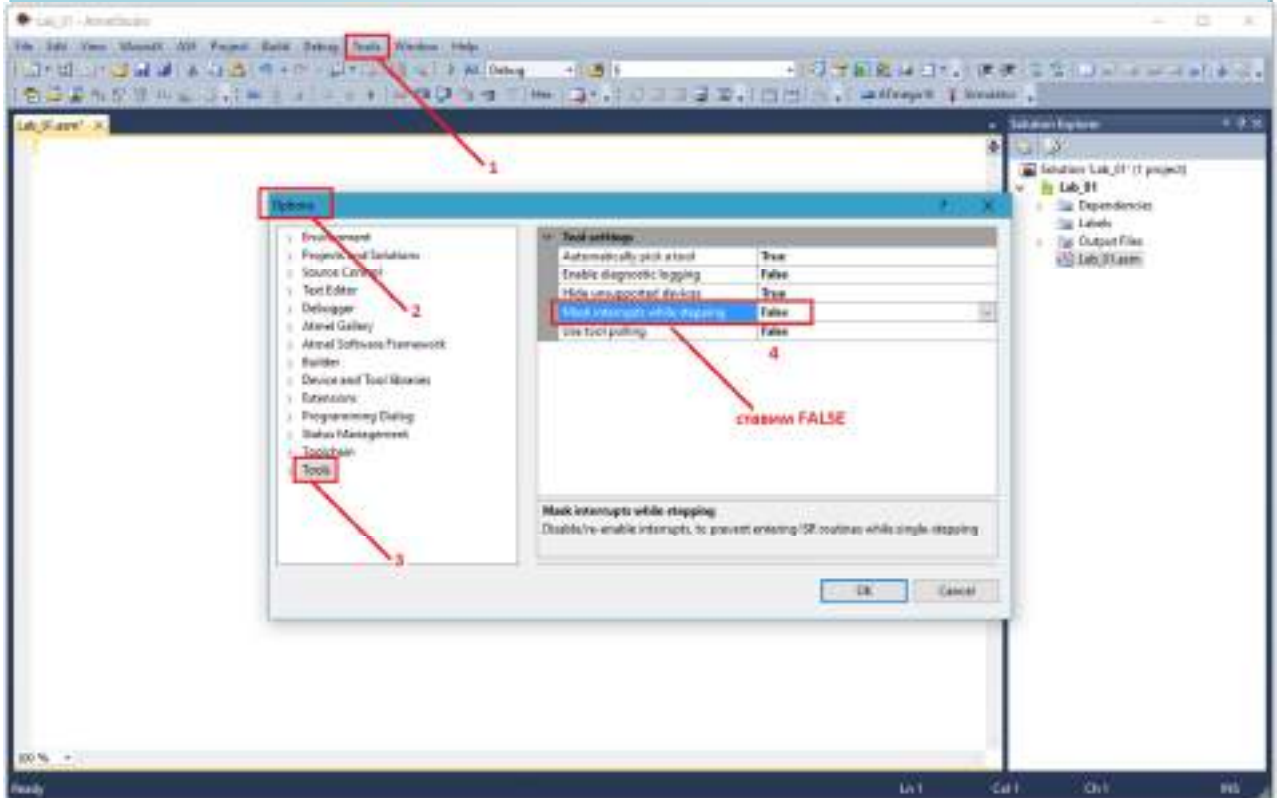 Lab_01 - AtmelStudio
File Edit View VAssistX ASF Project Build Debug Tools Window Help
Debug
Hex
ATmega16 Simulator
Lab_01.asm*
1
Solution Explorer
Solution 'Lab_01' (1 project)
Lab_01
Dependencies
Labels
Output Files
Lab_01.asm
Options
Environment
Projects and Solutions
Source Control
Text Editor
Debugger
2
Atmel Gallery
Atmel Software Framework
Builder
Device and Tool libraries
Extensions
Programming Dialog
Status Management
Toolchain
Tools
3
Tool settings
Automatically pick a tool True
Enable diagnostic logging False
Hide unsupported devices True
Mask interrupts while stepping False
Use tool polling False
4
ставим FALSE
Mask interrupts while stepping
Disable/re-enable interrupts, to prevent entering ISR routines while single-stepping
OK Cancel
100 %
Ready Ln 1 Col 1 Ch 1 INS